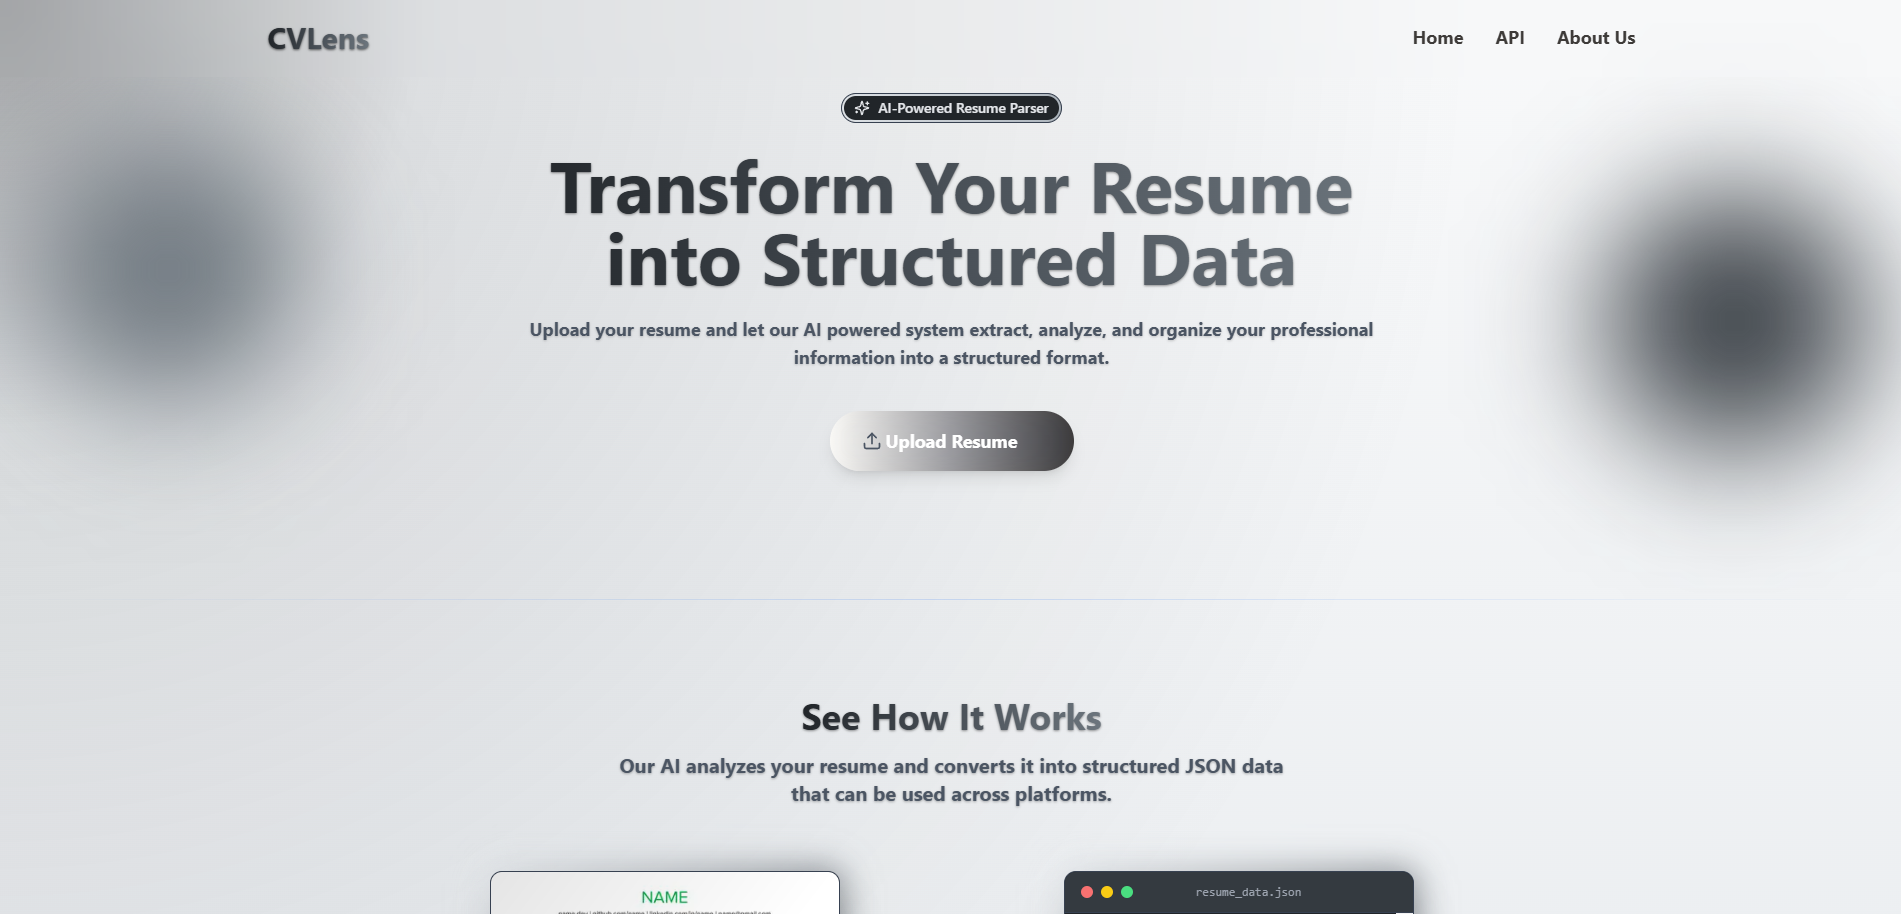 CVLens
Home API About Us
AI-Powered Resume Parser
Transform Your Resume
into Structured Data
Upload your resume and let our AI powered system extract, analyze, and organize your professional
information into a structured format.
Upload Resume
See How It Works
Our AI analyzes your resume and converts it into structured JSON data
that can be used across platforms.
NAME
resume_data.json